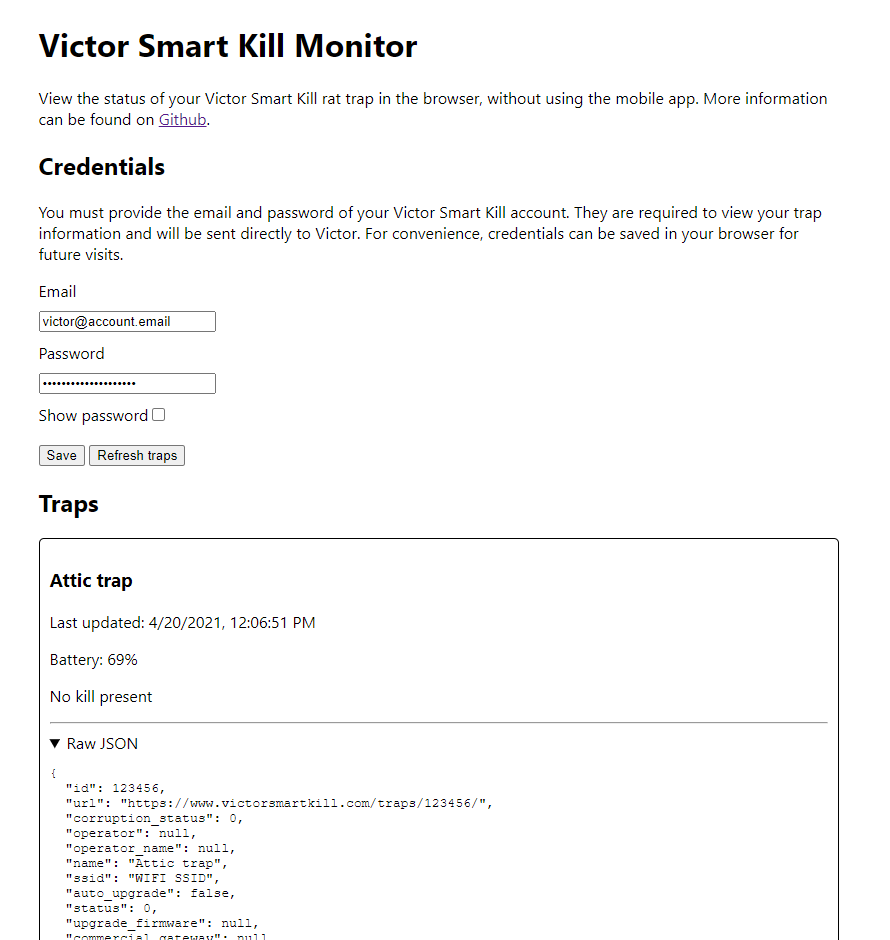 Victor Smart Kill Monitor
View the status of your Victor Smart Kill rat trap in the browser, without using the mobile app. More information
can be found on Github.
Credentials
You must provide the email and password of your Victor Smart Kill account. They are required to view your trap
information and will be sent directly to Victor. For convenience, credentials can be saved in your browser for
future visits.
Email
victor@account.email
Password
••••••••••••••••••••
Show password
Save Refresh traps
Traps
Attic trap
Last updated: 4/20/2021, 12:06:51 PM
Battery: 69%
No kill present
▼ Raw JSON
{
  "id": 123456,
  "url": "https://www.victorsmartkill.com/traps/123456/",
  "corruption_status": 0,
  "operator": null,
  "operator_name": null,
  "name": "Attic trap",
  "ssid": "WIFI SSID",
  "auto_upgrade": false,
  "status": 0,
  "upgrade_firmware": null,
  "commercial_gateway": null,